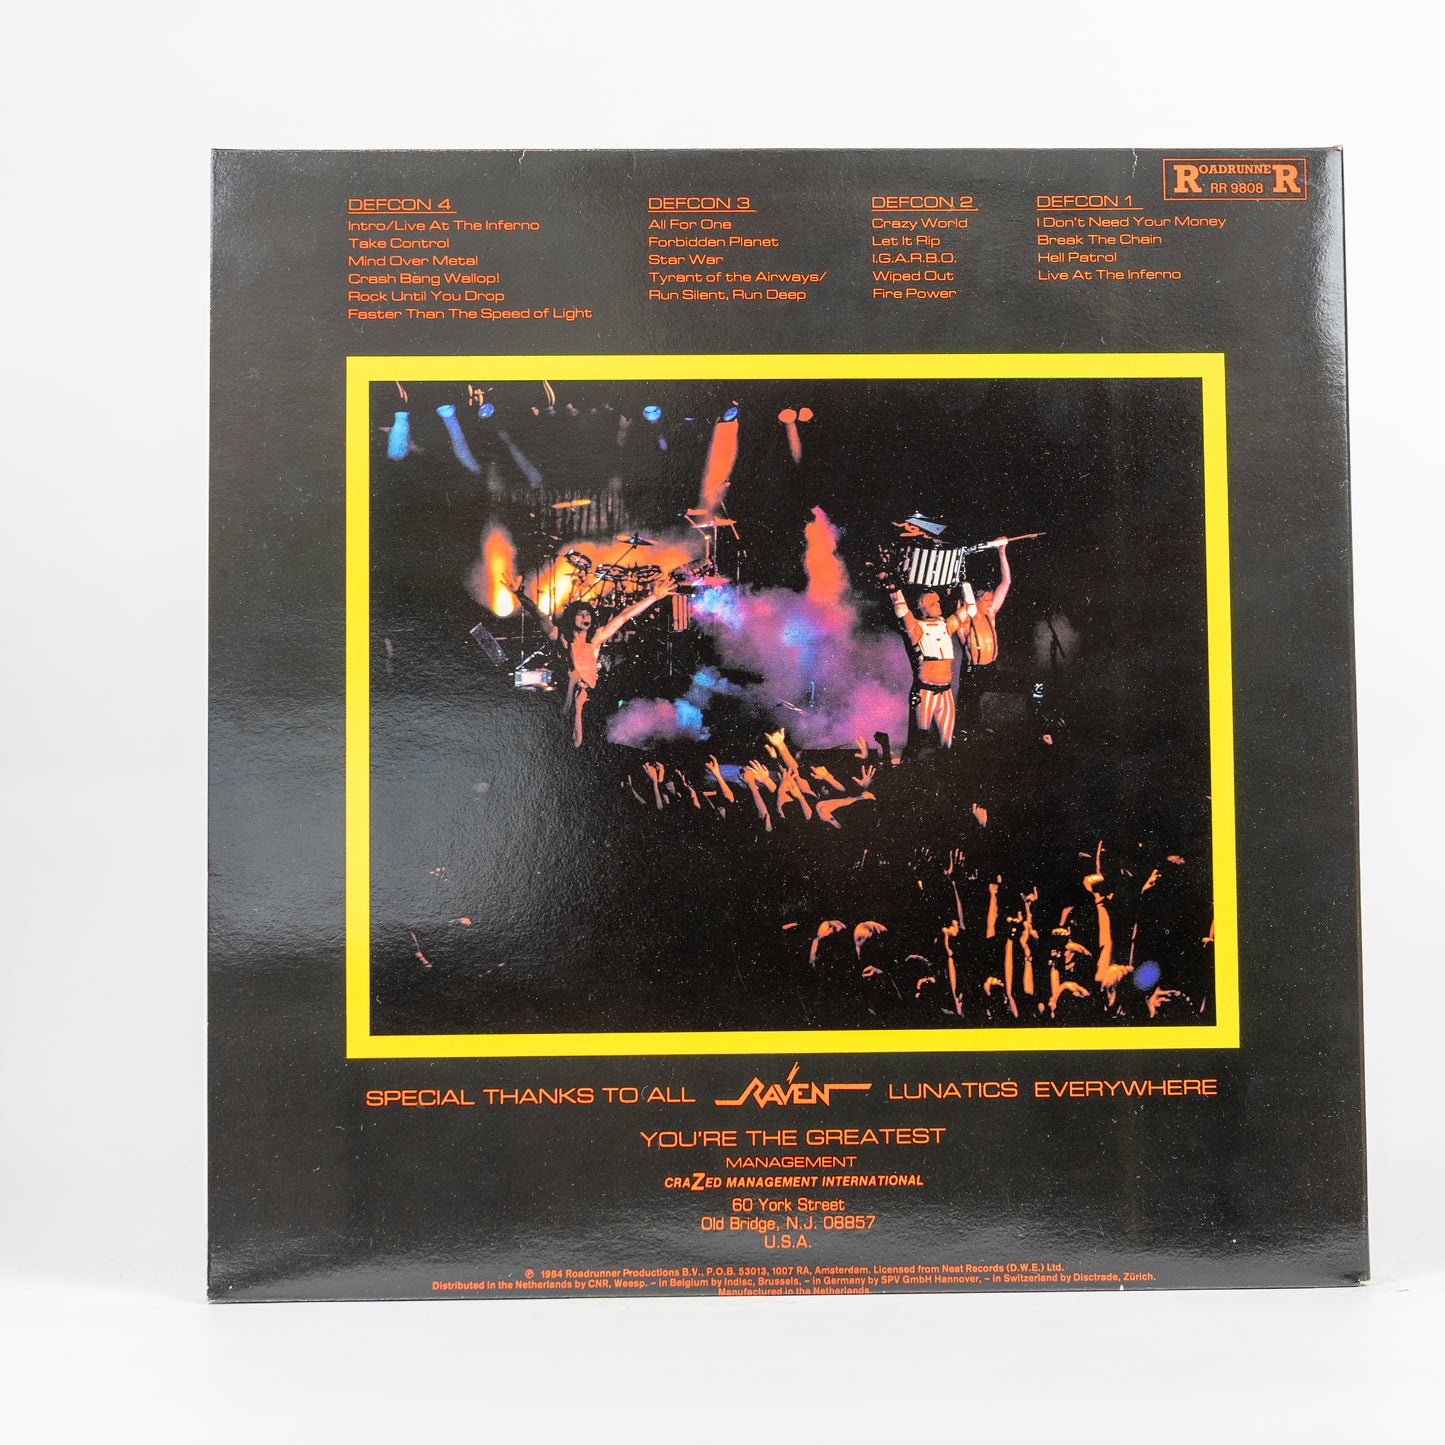 ROADRUNNER
RR 9808
DEFCON 4
Intro/Live At The Inferno
Take Control
Mind Over Metal
Crash Bang Wallop!
Rock Until You Drop
Faster Than The Speed of Light
DEFCON 3
All For One
Forbidden Planet
Star War
Tyrant of the Airways/
Run Silent, Run Deep
DEFCON 2
Crazy World
Let It Rip
I.G.A.R.B.O.
Wiped Out
Fire Power
DEFCON 1
I Don't Need Your Money
Break The Chain
Hell Patrol
Live At The Inferno
SPECIAL THANKS TO ALL RAVEN LUNATICS EVERYWHERE
YOU'RE THE GREATEST
MANAGEMENT
CRAZED MANAGEMENT INTERNATIONAL
60 York Street
Old Bridge, N.J. 08857
U.S.A.
℗ 1984 Roadrunner Productions B.V., P.O.B. 53013, 1007 RA, Amsterdam. Licensed from Neat Records (D.W.E.) Ltd.
Distributed in the Netherlands by CNR, Weesp. – in Belgium by Indisc, Brussels, – in Germany by SPV GmbH Hannover, – in Switzerland by Disctrade, Zürich.
Manufactured in the Netherlands.